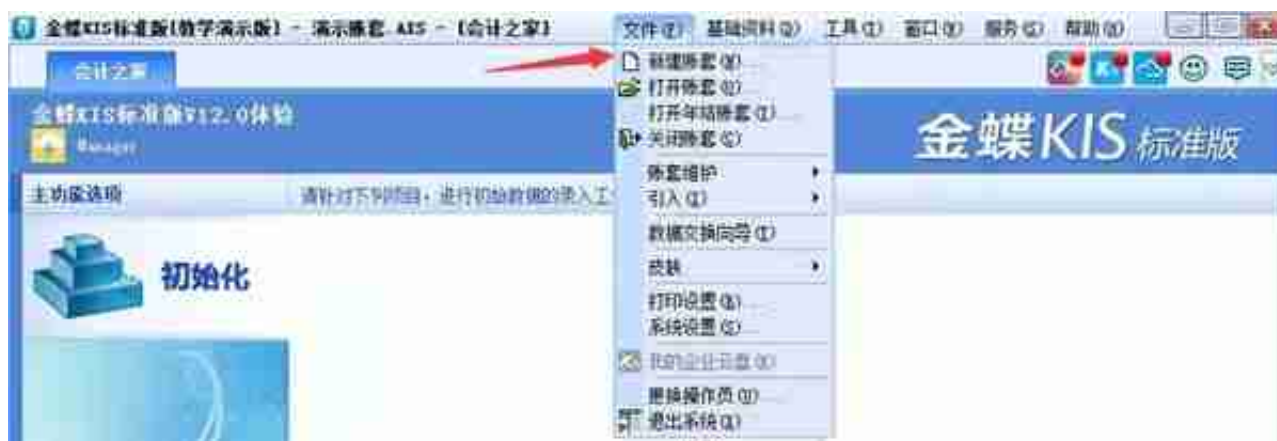 金蝶KIS标准版(教学演示版) - 演示账套.AIS - [会计之家]
文件(F) 基础资料(D) 工具(T) 窗口(W) 服务(S) 帮助(H)
会计之家
金蝶KIS标准版V12.0体验
Manager
金蝶KIS 标准版
主功能选项
请针对下列项目，进行初始数据的录入工
初始化
新建账套(N)...
打开账套(O)...
打开年结账套(T)...
关闭账套(C)
账套维护
引入(I)
数据交换向导(T)
皮肤
打印设置(R)...
系统设置(S)...
我的企业云盘(K)
更换操作员(U)...
退出系统(X)